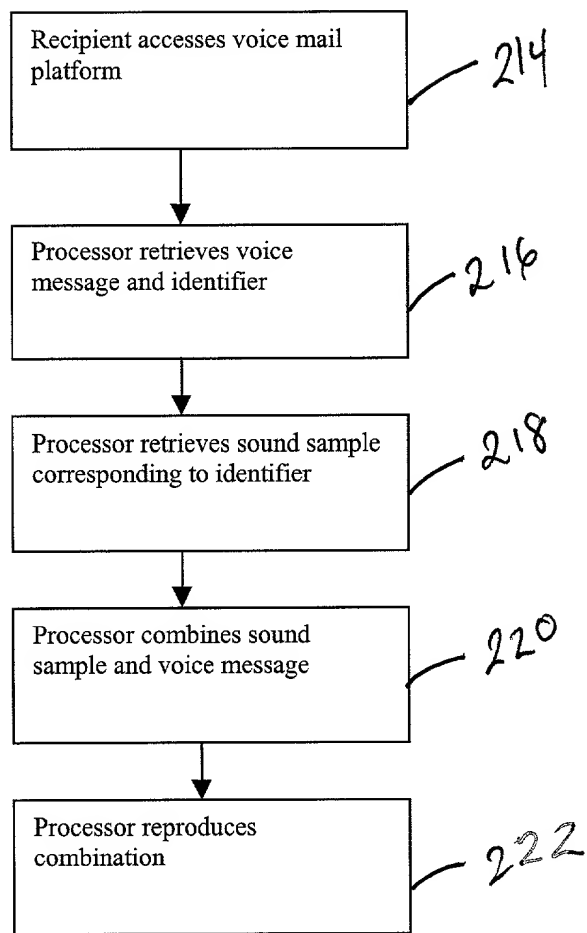 Recipient accesses voice mail
platform
214
Processor retrieves voice
message and identifier
216
Processor retrieves sound sample
corresponding to identifier
218
Processor combines sound
sample and voice message
220
Processor reproduces
combination
222